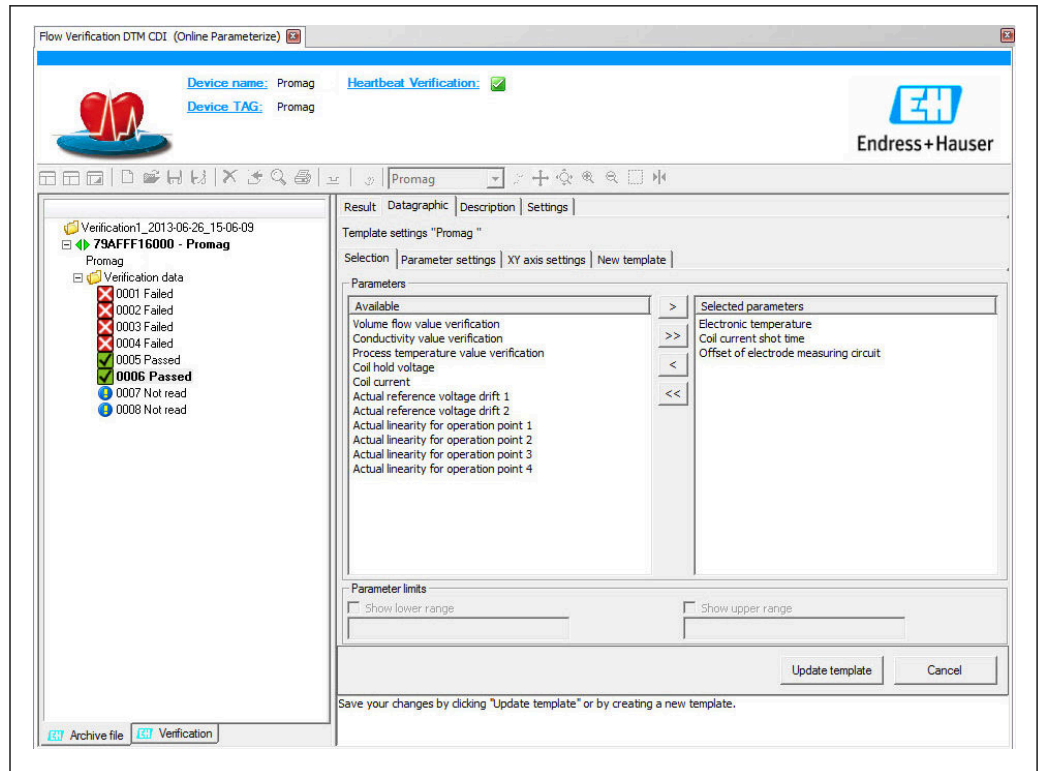 Flow Verification DTM CDI (Online Parameterize)
Device name: Promag Heartbeat Verification:
Device TAG: Promag
EH
Endress+Hauser
Promag
Verification1_2013-06-26_15-06-09
79AFFF16000 - Promag
Promag
Verification data
0001 Failed
0002 Failed
0003 Failed
0004 Failed
0005 Passed
0006 Passed
0007 Not read
0008 Not read
Archive file Verification
Result Datagraphic Description Settings
Template settings "Promag "
Selection Parameter settings XY axis settings New template
Parameters
Available
Volume flow value verification
Conductivity value verification
Process temperature value verification
Coil hold voltage
Coil current
Actual reference voltage drift 1
Actual reference voltage drift 2
Actual linearity for operation point 1
Actual linearity for operation point 2
Actual linearity for operation point 3
Actual linearity for operation point 4
>
>>
<
<<
Selected parameters
Electronic temperature
Coil current shot time
Offset of electrode measuring circuit
Parameter limits
Show lower range Show upper range
Update template Cancel
Save your changes by clicking "Update template" or by creating a new template.